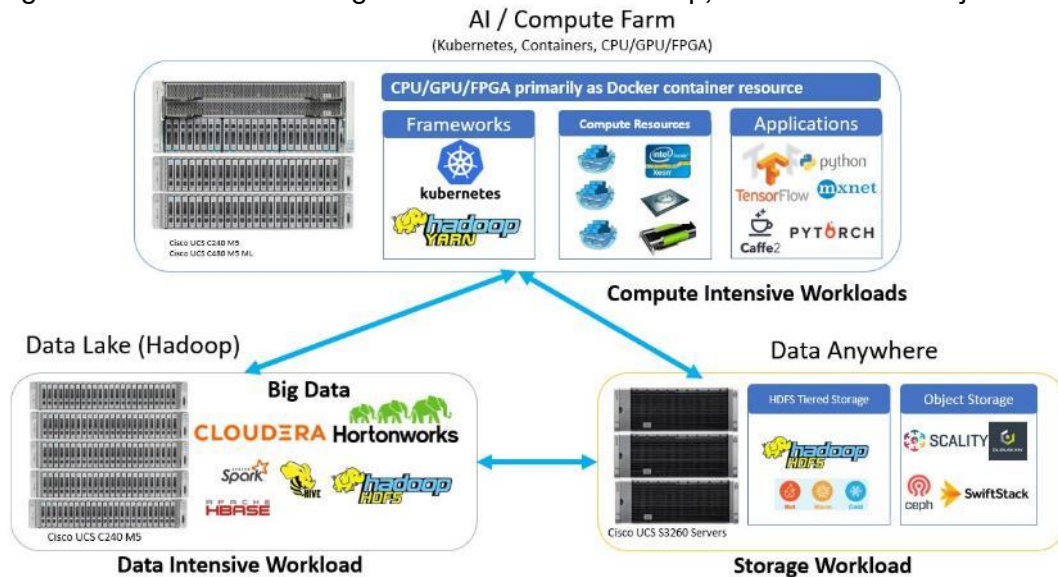 AI / Compute Farm
(Kubernetes, Containers, CPU/GPU/FPGA)
CPU/GPU/FPGA primarily as Docker container resource
Frameworks
Compute Resources
Applications
kubernetes
hadoop
YARN
intel
XEON
TensorFlow
python
mxnet
Caffe2
PYTORCH
Cisco UCS C240 M5
Cisco UCS C480 M5 ML
Compute Intensive Workloads
Data Lake (Hadoop)
Big Data
CLOUDERA
Hortonworks
Spark
HIVE
hadoop
HDFS
APACHE
HBASE
Cisco UCS C240 M5
Data Intensive Workload
Data Anywhere
HDFS Tiered Storage
Object Storage
hadoop
HDFS
Hot
Warm
Cold
SCALITY
CLOUDIAN
ceph
SwiftStack
Cisco UCS S3260 Servers
Storage Workload